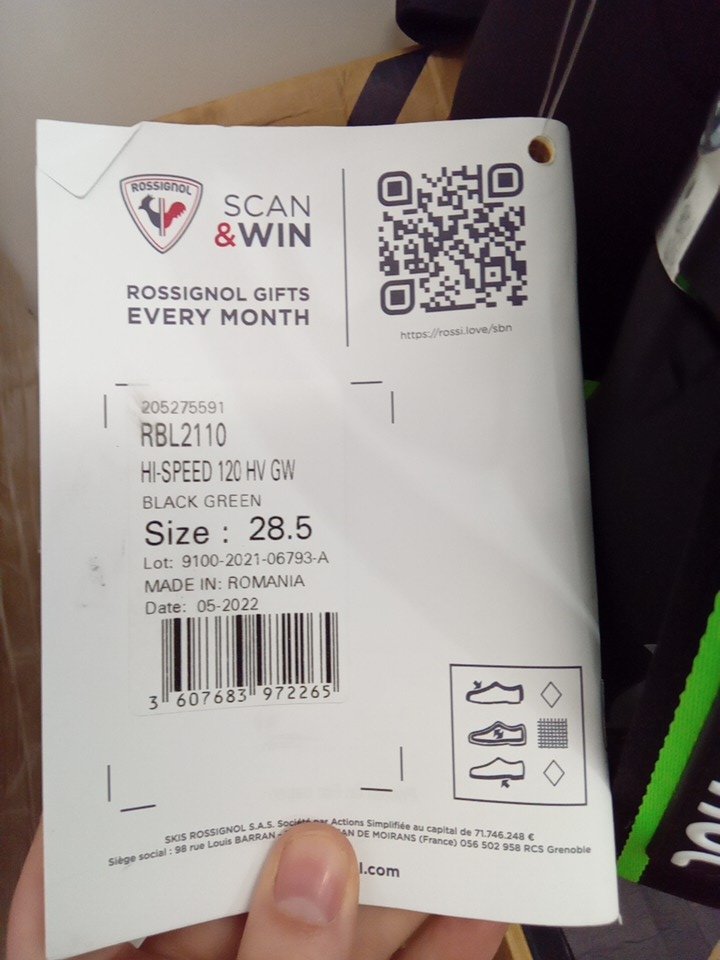 ROSSIGNOL
SCAN
&WIN
ROSSIGNOL GIFTS
EVERY MONTH
https://rossi.love/sbn
205275591
RBL2110
HI-SPEED 120 HV GW
BLACK GREEN
Size : 28.5
Lot: 9100-2021-06793-A
MADE IN: ROMANIA
Date: 05-2022
3 607683 972265
SKIS ROSSIGNOL S.A.S. Société par Actions Simplifiée au capital de 71.746.248 €
Siège social : 98 rue Louis BARRAN - DE MOIRANS (France) 056 502 958 RCS Grenoble
.com